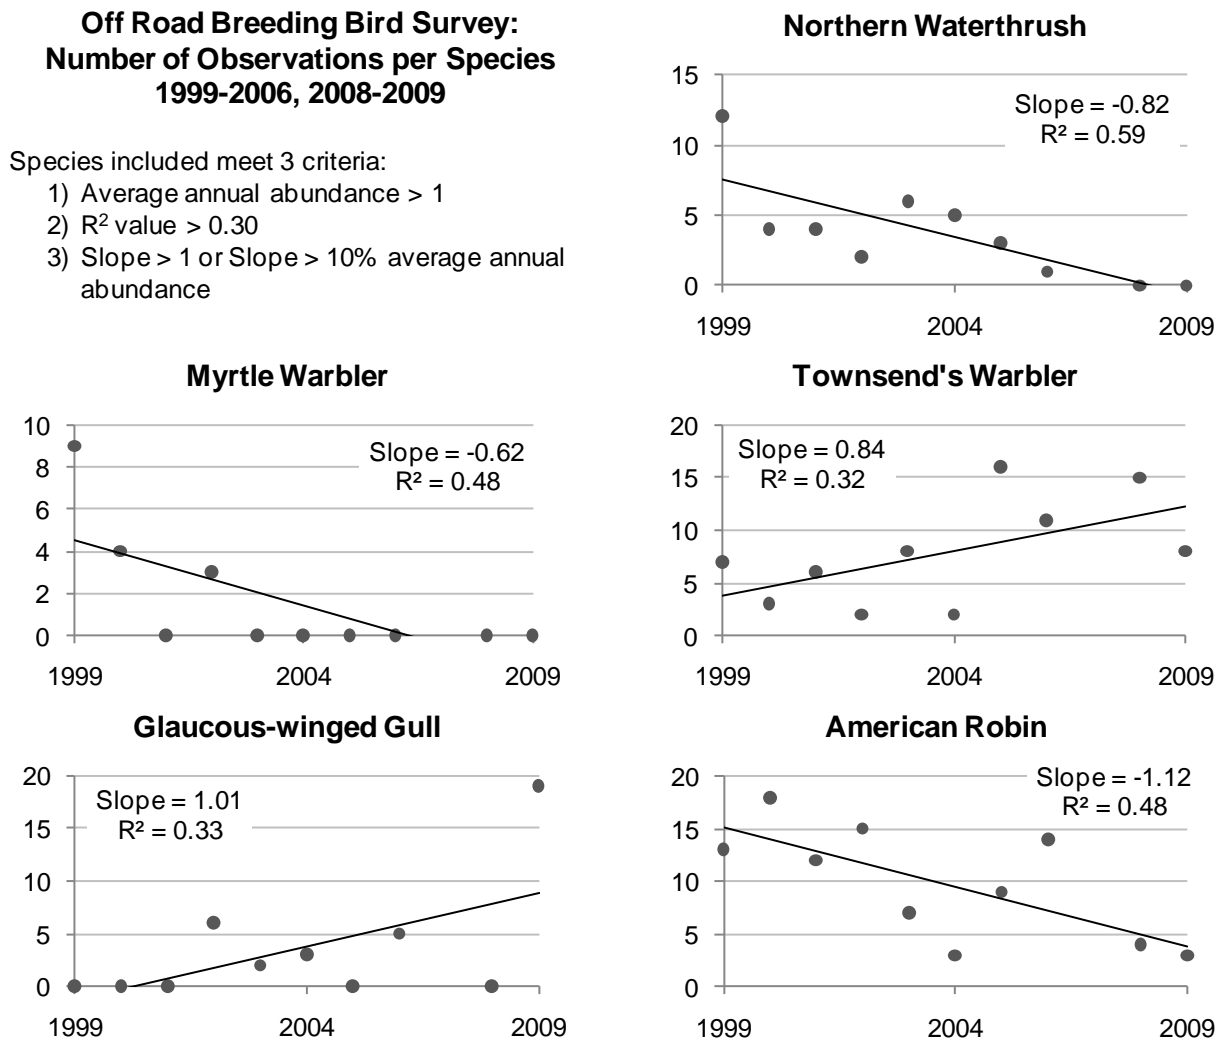 Off Road Breeding Bird Survey:
Number of Observations per Species
1999-2006, 2008-2009
Species included meet 3 criteria:
1) Average annual abundance > 1
2) R² value > 0.30
3) Slope > 1 or Slope > 10% average annual
abundance
Northern Waterthrush
15
10
5
0
Slope = -0.82
R² = 0.59
1999
2004
2009
Myrtle Warbler
10
8
6
4
2
0
Slope = -0.62
R² = 0.48
1999
2004
2009
Townsend's Warbler
20
15
10
5
0
Slope = 0.84
R² = 0.32
1999
2004
2009
Glaucous-winged Gull
20
15
10
5
0
Slope = 1.01
R² = 0.33
1999
2004
2009
American Robin
20
15
10
5
0
Slope = -1.12
R² = 0.48
1999
2004
2009